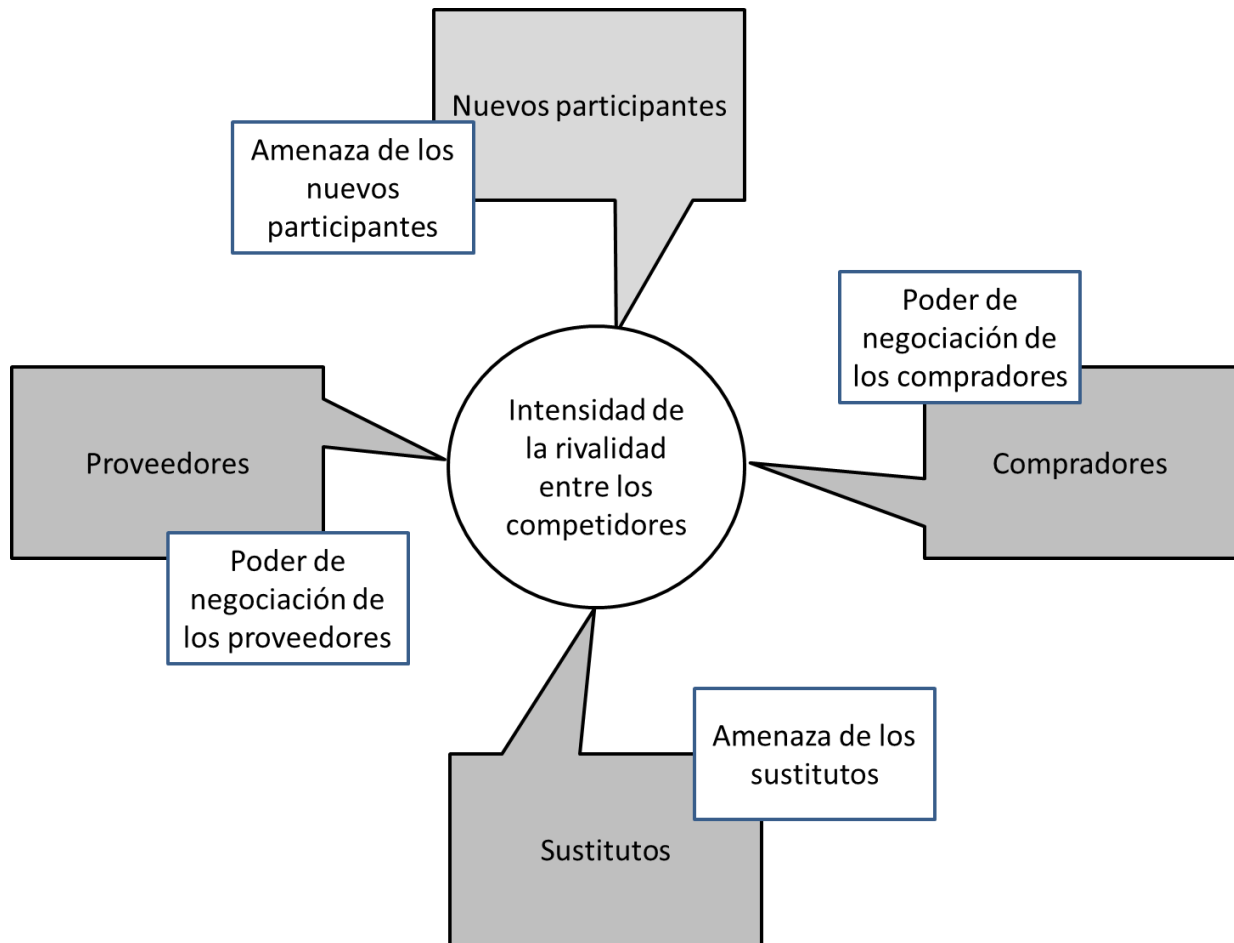 Nuevos participantes
Amenaza de los
nuevos
participantes
Poder de
negociación de
los compradores
Intensidad de
la rivalidad
entre los
competidores
Proveedores
Compradores
Poder de
negociación de
los proveedores
Amenaza de los
sustitutos
Sustitutos